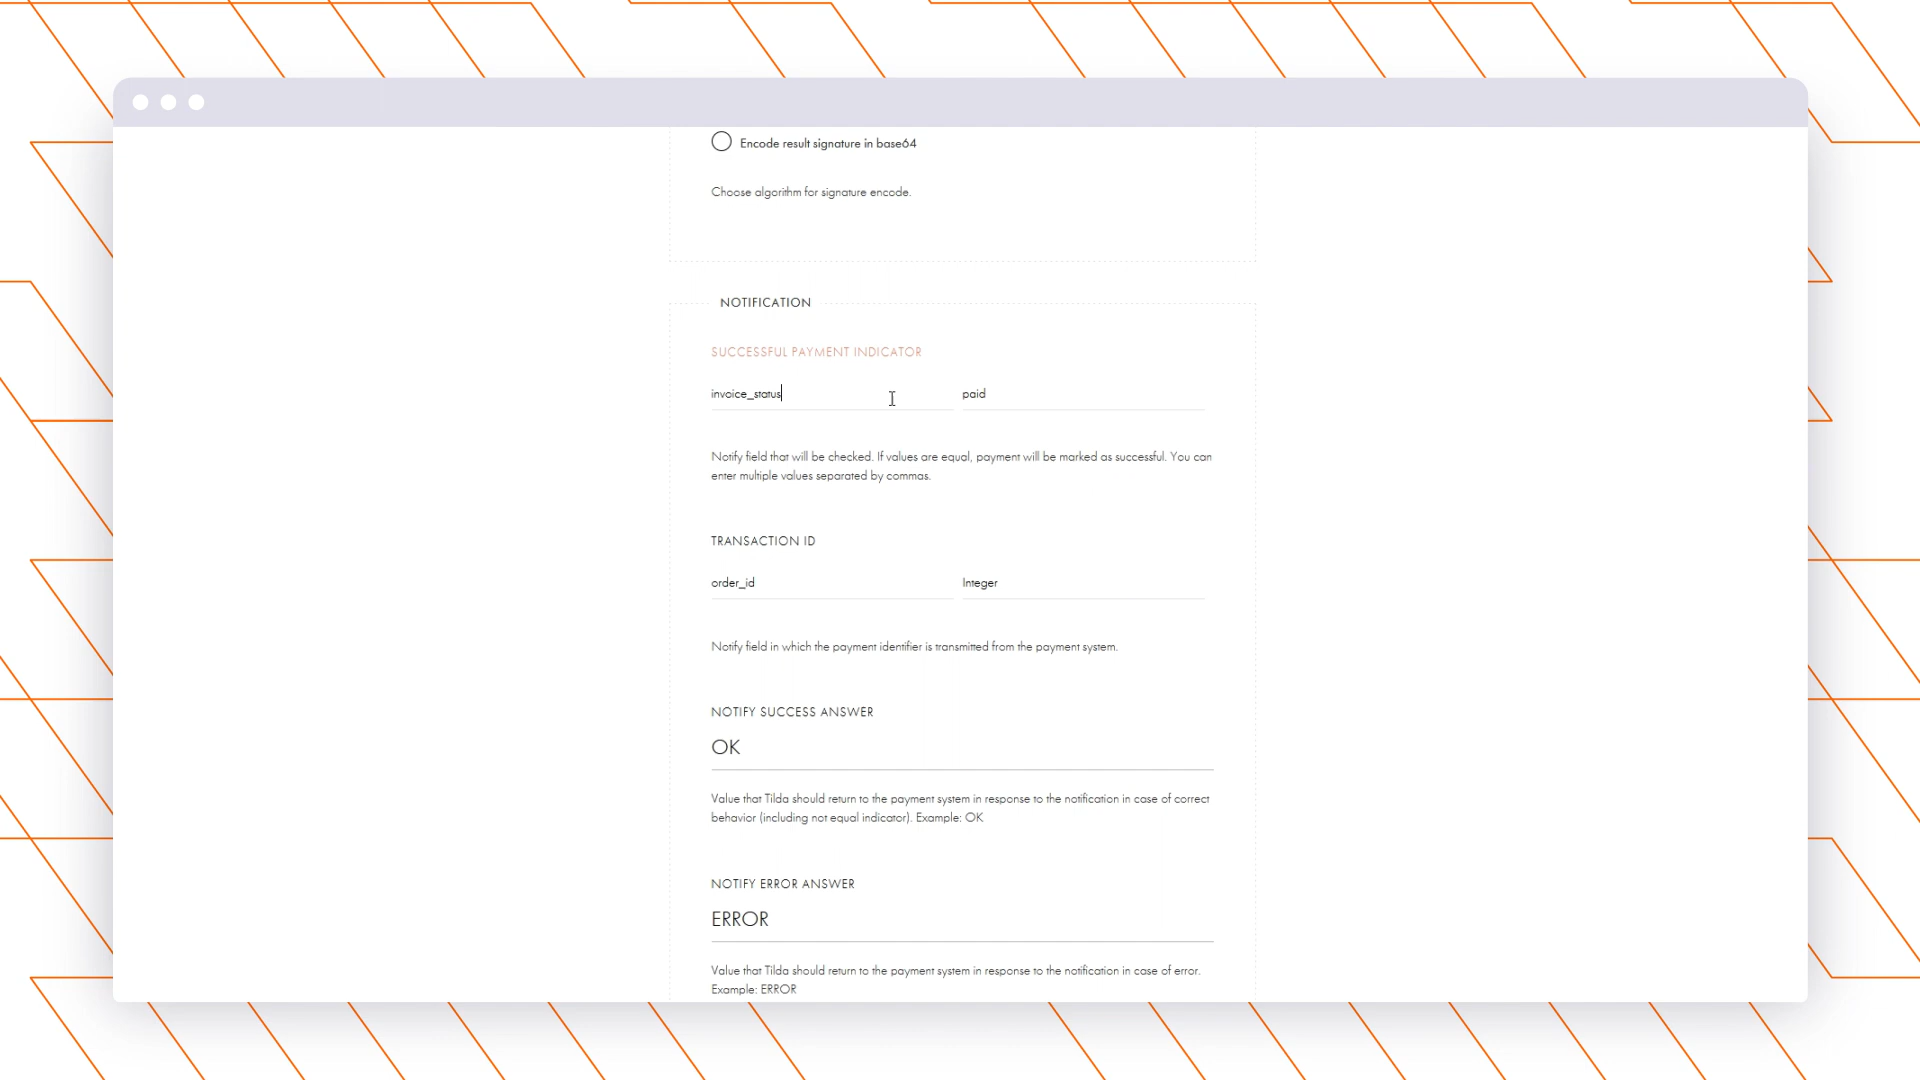 Encode result signature in base64
Choose algorithm for signature encode.
NOTIFICATION
SUCCESSFUL PAYMENT INDICATOR
invoice_status paid
Notify field that will be checked. If values are equal, payment will be marked as successful. You can
enter multiple values separated by commas.
TRANSACTION ID
order_id Integer
Notify field in which the payment identifier is transmitted from the payment system.
NOTIFY SUCCESS ANSWER
OK
Value that Tilda should return to the payment system in response to the notification in case of correct
behavior (including not equal indicator). Example: OK
NOTIFY ERROR ANSWER
ERROR
Value that Tilda should return to the payment system in response to the notification in case of error.
Example: ERROR